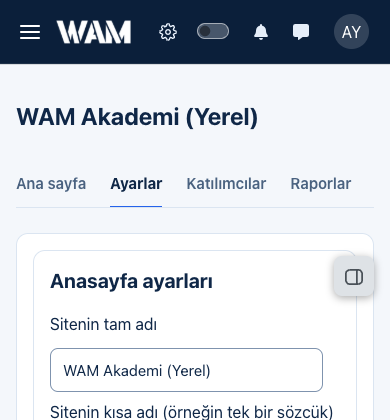 WAM
AY
WAM Akademi (Yerel)
Ana sayfa Ayarlar Katılımcılar Raporlar
Anasayfa ayarları
Sitenin tam adı
WAM Akademi (Yerel)
Sitenin kısa adı (örneğin tek bir sözcük)